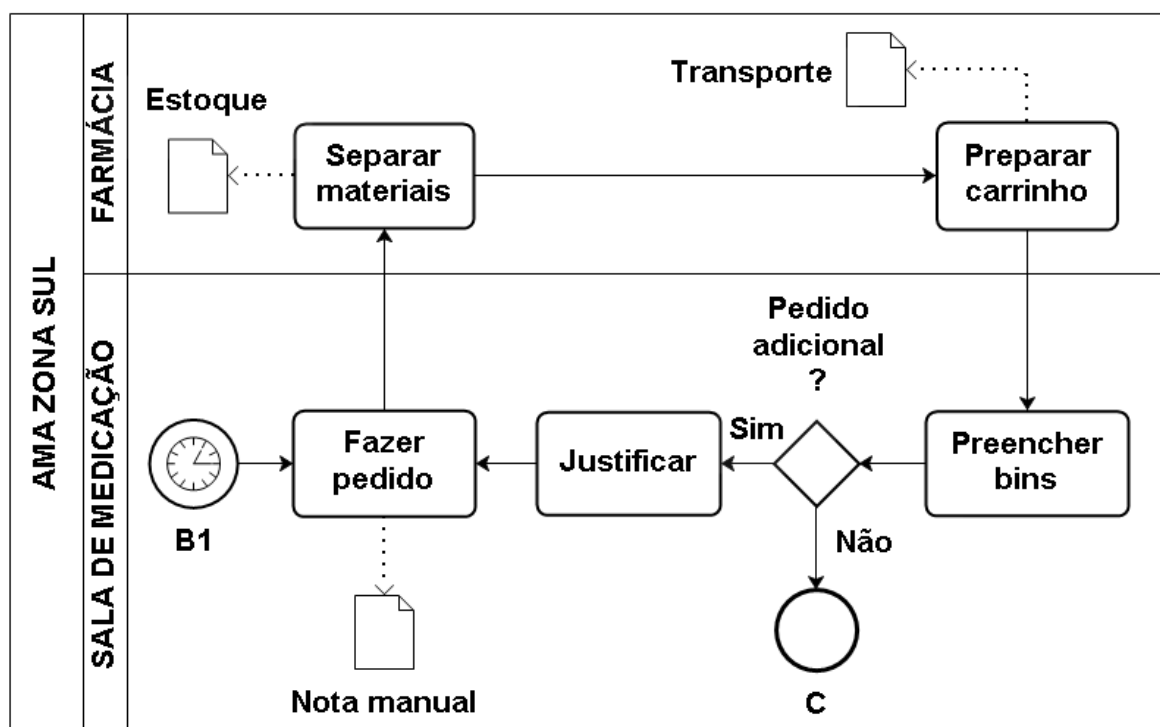 AMA ZONA SUL
FARMÁCIA
Transporte
Estoque
Separar
materiais
Preparar
carrinho
SALA DE MEDICAÇÃO
Pedido
adicional
?
B1
Fazer
pedido
Justificar
Sim
Preencher
bins
Não
Nota manual
C